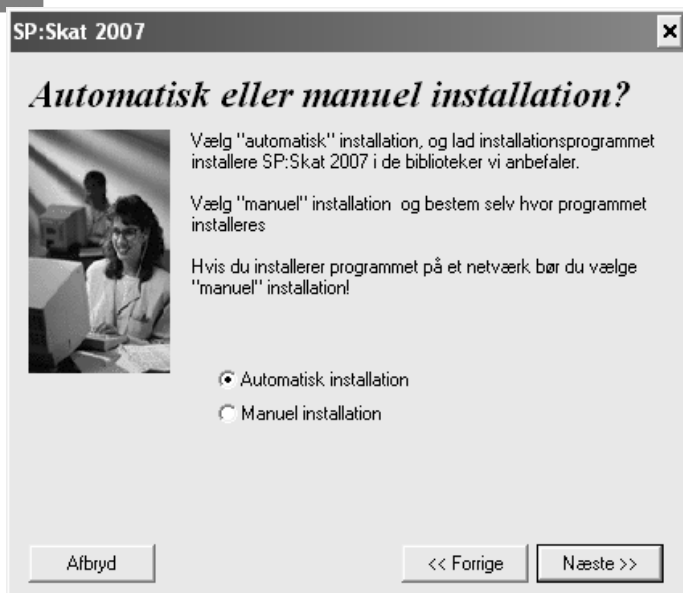 SP:Skat 2007
Automatisk eller manuel installation?
Vælg "automatisk" installation, og lad installationsprogrammet
installere SP:Skat 2007 i de biblioteker vi anbefaler.
Vælg "manuel" installation og bestem selv hvor programmet
installeres
Hvis du installerer programmet på et netværk bør du vælge
"manuel" installation!
Automatisk installation
Manuel installation
Afbryd
<< Forrige
Næste >>